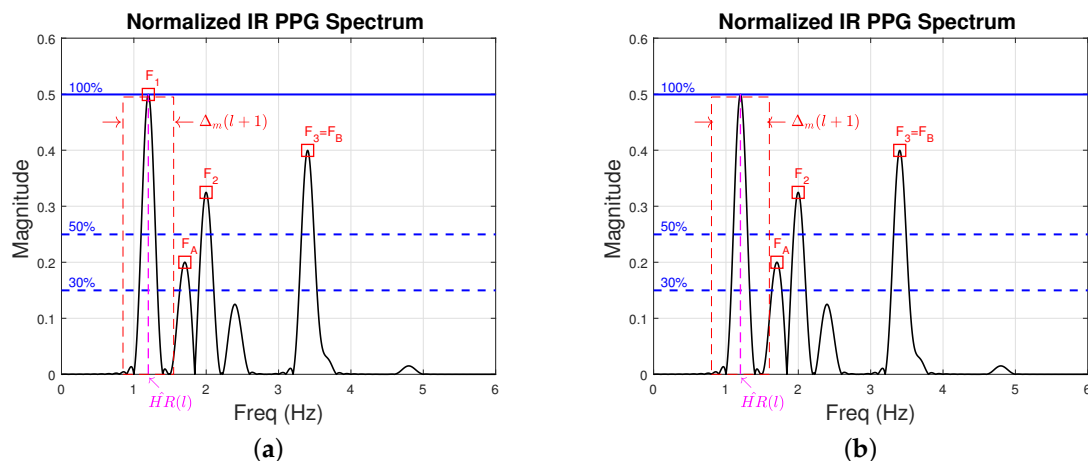 Normalized IR PPG Spectrum
0.6
0.5
0.4
0.3
0.2
0.1
0
Magnitude
100%
50%
30%
F1
Δm(l + 1)
F3=FB
F2
FA
0 1 2 3 4 5 6
ĤR(l)
Freq (Hz)
(a)
Normalized IR PPG Spectrum
0.6
0.5
0.4
0.3
0.2
0.1
0
Magnitude
100%
50%
30%
Δm(l + 1)
F3=FB
F2
FA
0 1 2 3 4 5 6
ĤR(l)
Freq (Hz)
(b)